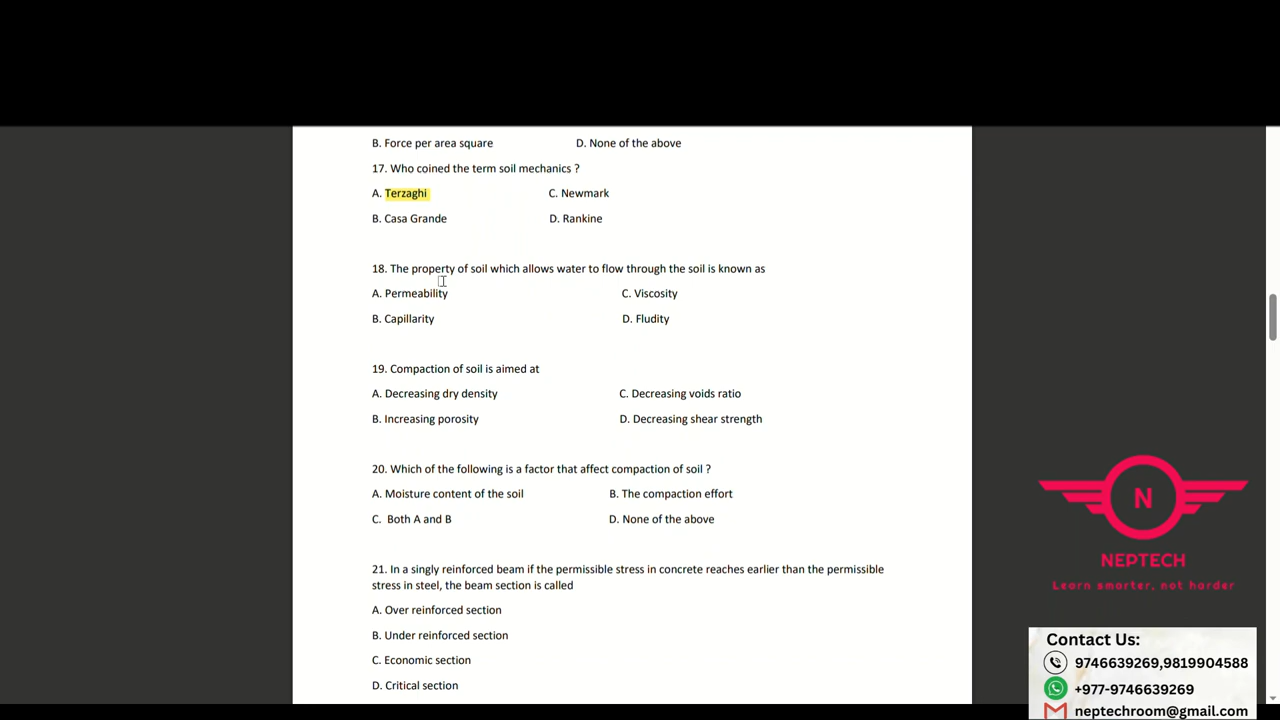 B. Force per area square D. None of the above
17. Who coined the term soil mechanics ?
A. Terzaghi C. Newmark
B. Casa Grande D. Rankine
18. The property of soil which allows water to flow through the soil is known as
A. Permeability C. Viscosity
B. Capillarity D. Fludity
19. Compaction of soil is aimed at
A. Decreasing dry density C. Decreasing voids ratio
B. Increasing porosity D. Decreasing shear strength
20. Which of the following is a factor that affect compaction of soil ?
A. Moisture content of the soil B. The compaction effort
C. Both A and B D. None of the above
21. In a singly reinforced beam if the permissible stress in concrete reaches earlier than the permissible
stress in steel, the beam section is called
A. Over reinforced section
B. Under reinforced section
C. Economic section
D. Critical section
N
NEPTECH
Learn smarter, not harder
Contact Us:
9746639269,9819904588
+977-9746639269
neptechroom@gmail.com